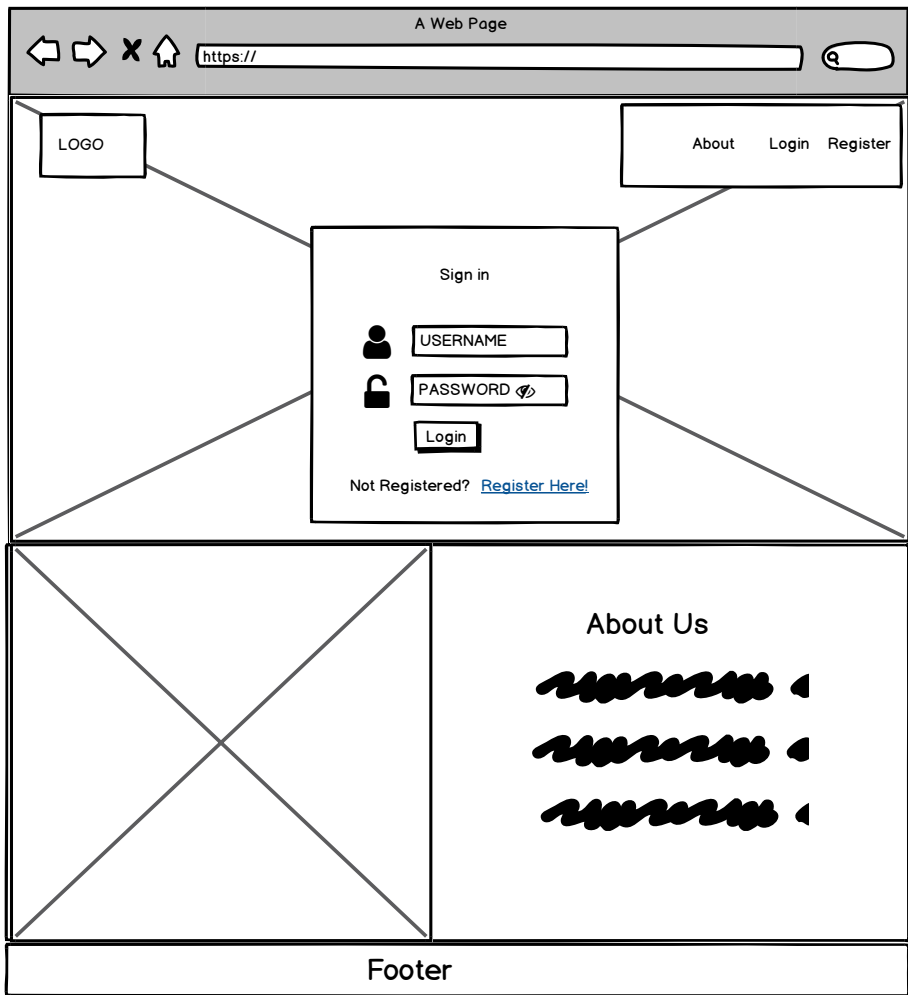 A Web Page
https://
LOGO
About Login Register
Sign in
USERNAME
PASSWORD
Login
Not Registered? Register Here!
About Us
Footer